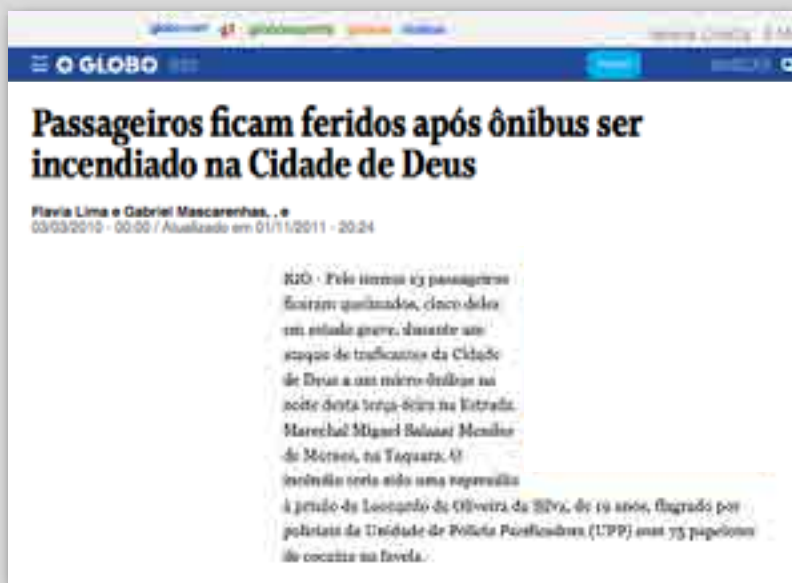 globo.com g1 globoesporte
O GLOBO
Passageiros ficam feridos após ônibus ser
incendiado na Cidade de Deus
Flavia Lima e Gabriel Mascarenhas, , e
03/03/2010 - 00:00 / Atualizado em 01/11/2011 - 20:24
RIO - Pelo menos 13 passageiros
ficaram queimados, cinco deles
em estado grave, durante um
ataque de traficantes da Cidade
de Deus a um micro-ônibus na
noite desta terça-feira na Estrada
Marechal Miguel Salazar Mendes
de Moraes, na Taquara. O
incêndio teria sido uma represália
à prisão de Leonardo de Oliveira da Silva, de 19 anos, flagrado por
policiais da Unidade de Polícia Pacificadora (UPP) com 75 papelotes
de cocaína na favela.